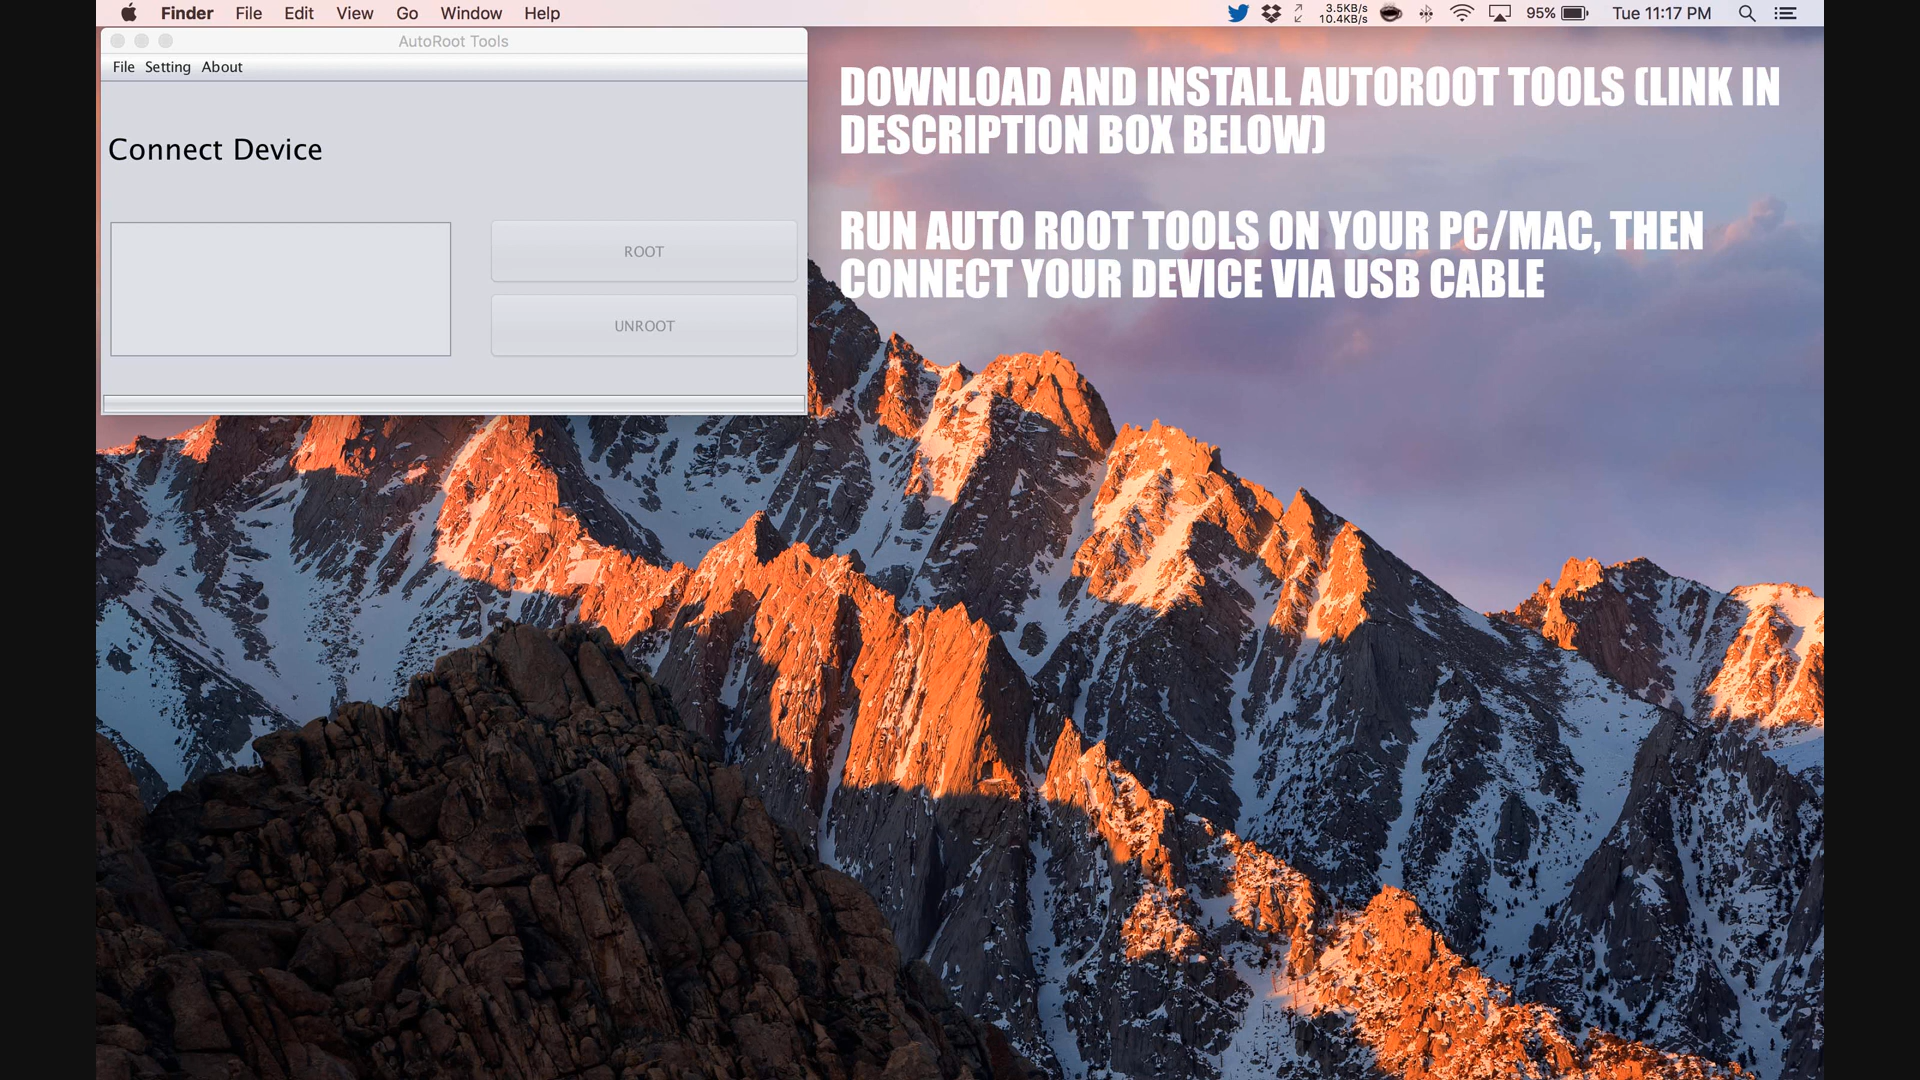 Finder File Edit View Go Window Help 3.5KB/s 95% Tue 11:17 PM
10.4KB/s
AutoRoot Tools
File Setting About
DOWNLOAD AND INSTALL AUTOROOT TOOLS (LINK IN
DESCRIPTION BOX BELOW)
Connect Device
RUN AUTO ROOT TOOLS ON YOUR PC/MAC, THEN
CONNECT YOUR DEVICE VIA USB CABLE
ROOT
UNROOT